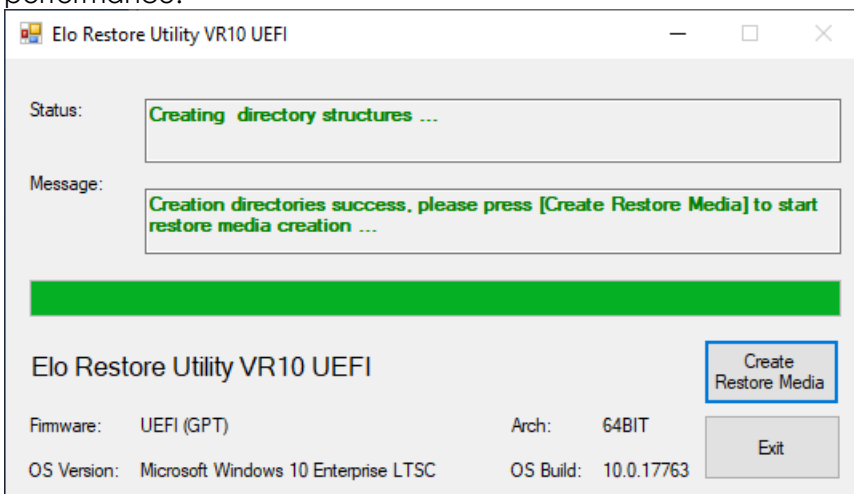 performance.
Elo Restore Utility VR10 UEFI
Status:
Creating directory structures ...
Message:
Creation directories success, please press [Create Restore Media] to start
restore media creation ...
Elo Restore Utility VR10 UEFI
Create
Restore Media
Firmware: UEFI (GPT) Arch: 64BIT
Exit
OS Version: Microsoft Windows 10 Enterprise LTSC OS Build: 10.0.17763